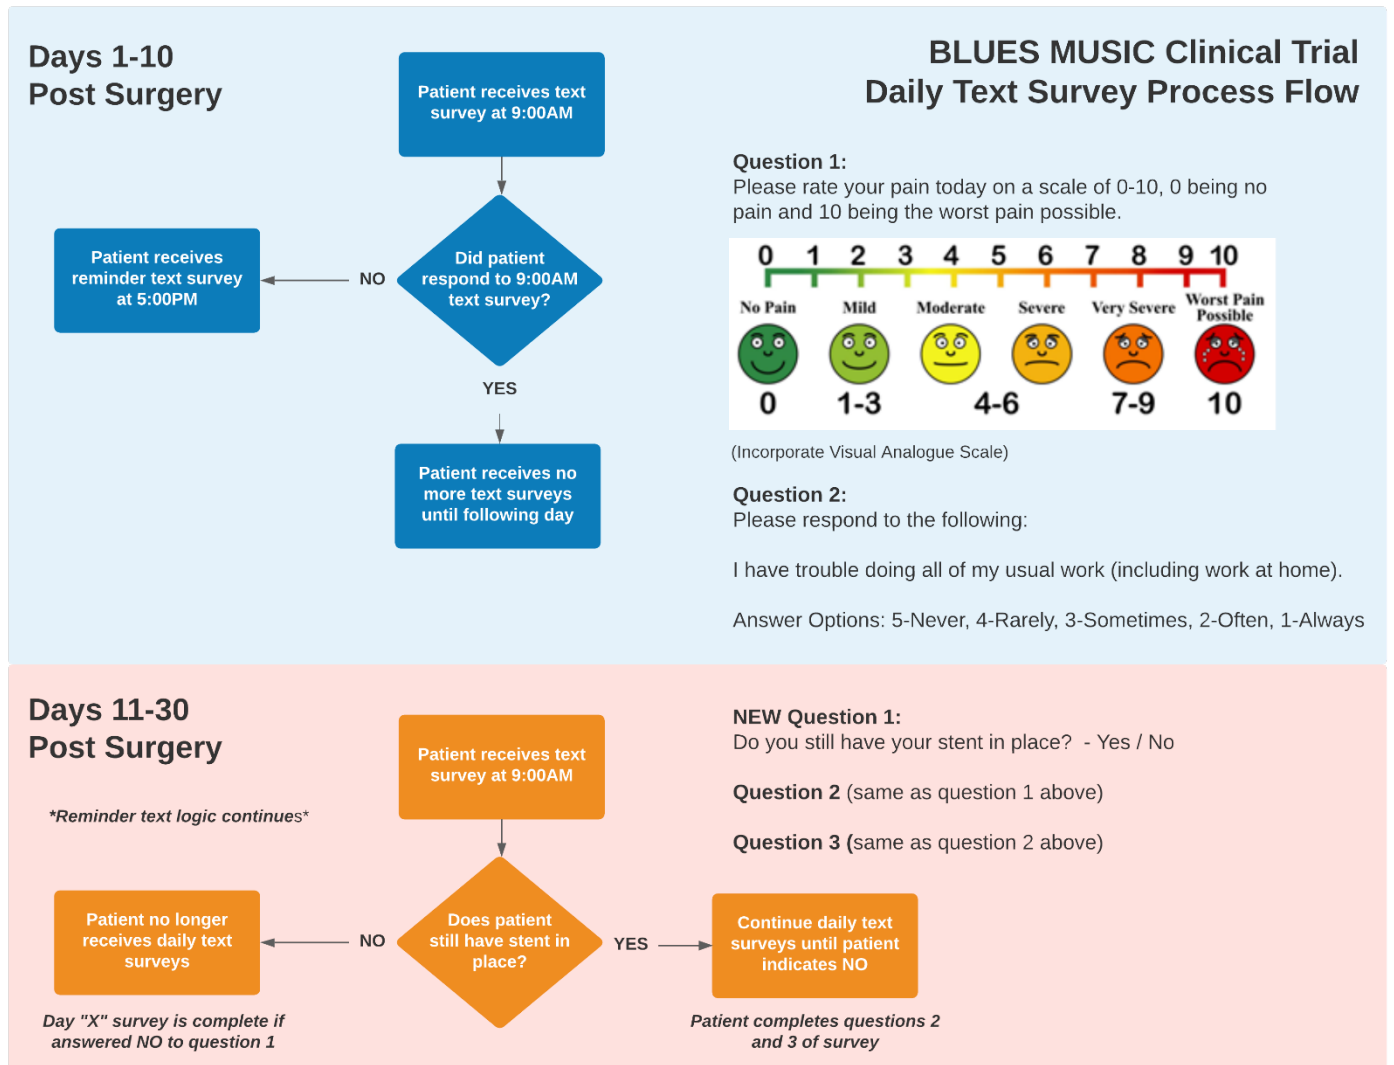 Days 1-10
Post Surgery
BLUES MUSIC Clinical Trial
Daily Text Survey Process Flow
Patient receives text
survey at 9:00AM
Did patient
respond to 9:00AM
text survey?
NO
Patient receives
reminder text survey
at 5:00PM
YES
Patient receives no
more text surveys
until following day
Question 1:
Please rate your pain today on a scale of 0-10, 0 being no
pain and 10 being the worst pain possible.
0 1 2 3 4 5 6 7 8 9 10
No Pain Mild Moderate Severe Very Severe Worst Pain
Possible
0 1-3 4-6 7-9 10
(Incorporate Visual Analogue Scale)
Question 2:
Please respond to the following:
I have trouble doing all of my usual work (including work at home).
Answer Options: 5-Never, 4-Rarely, 3-Sometimes, 2-Often, 1-Always
Days 11-30
Post Surgery
*Reminder text logic continues*
Patient receives text
survey at 9:00AM
Does patient
still have stent in
place?
NO
Patient no longer
receives daily text
surveys
Day "X" survey is complete if
answered NO to question 1
YES
Continue daily text
surveys until patient
indicates NO
Patient completes questions 2
and 3 of survey
NEW Question 1:
Do you still have your stent in place?  - Yes / No
Question 2 (same as question 1 above)
Question 3 (same as question 2 above)